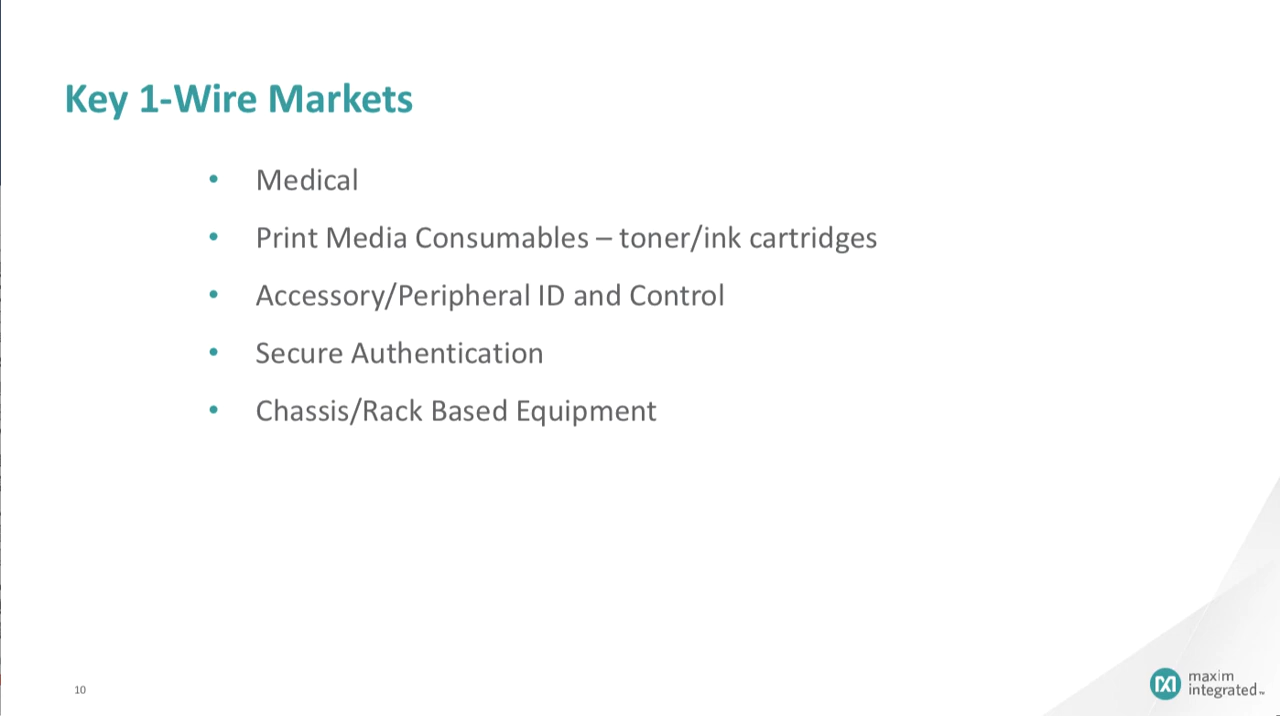 Key 1-Wire Markets
• Medical
• Print Media Consumables – toner/ink cartridges
• Accessory/Peripheral ID and Control
• Secure Authentication
• Chassis/Rack Based Equipment
10
maxim
integrated™